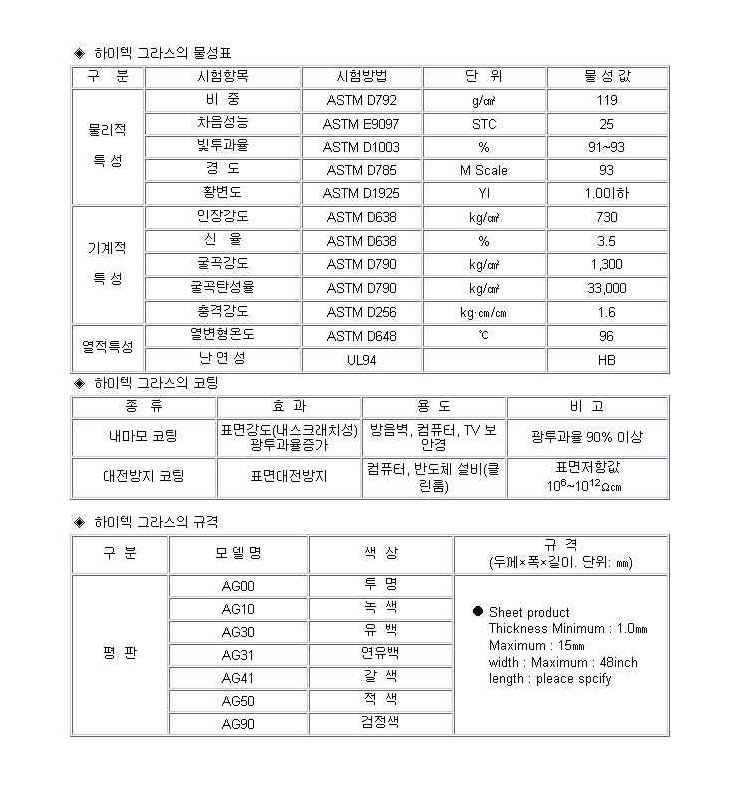 ◈ 하이텍 그라스의 물성표
구 분 시험항목 시험방법 단 위 물 성 값
물리적 특 성 비 중 ASTM D792 g/㎠ 119
차음성능 ASTM E9097 STC 25
빛투과율 ASTM D1003 % 91~93
경 도 ASTM D785 M Scale 93
황변도 ASTM D1925 YI 1.00이하
기계적 특 성 인장강도 ASTM D638 kg/㎠ 730
신 율 ASTM D638 % 3.5
굴곡강도 ASTM D790 kg/㎠ 1,300
굴곡탄성율 ASTM D790 kg/㎠ 33,000
충격강도 ASTM D256 kg·㎝/㎝ 1.6
열적특성 열변형온도 ASTM D648 ℃ 96
난 연 성 UL94 HB
◈ 하이텍 그라스의 코팅
종 류 효 과 용 도 비 고
내마모 코팅 표면강도(내스크래치성) 광투과율증가 방음벽, 컴퓨터, TV 보안경 광투과율 90% 이상
대전방지 코팅 표면대전방지 컴퓨터, 반도체 설비(클린룸) 표면저항값 10⁶~10¹²Ω㎝
◈ 하이텍 그라스의 규격
구 분 모 델 명 색 상 규 격
(두께×폭×길이. 단위: ㎜)
평 판
AG00 투 명
AG10 녹 색
AG30 유 백
AG31 연유백
AG41 갈 색
AG50 적 색
AG90 검정색
● Sheet product
Thickness Minimum : 1.0㎜
Maximum : 15㎜
width : Maximum : 48inch
length : pleace spcify